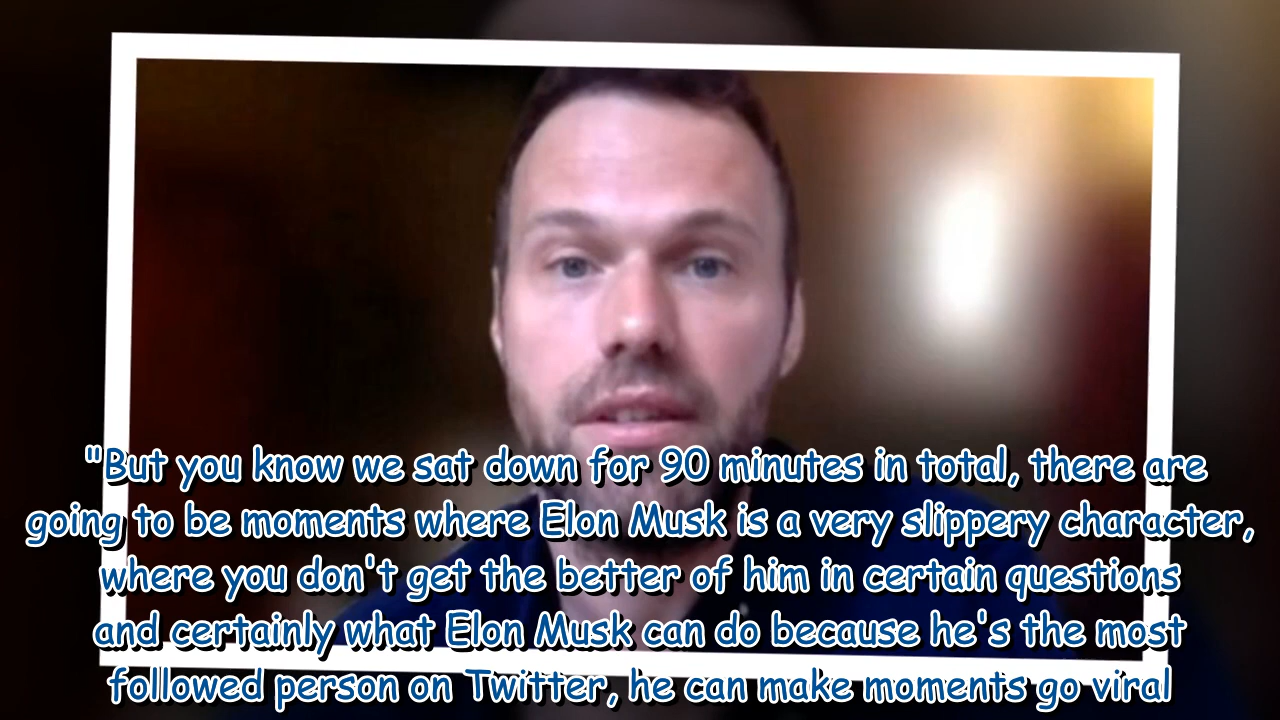 "But you know we sat down for 90 minutes in total, there are
going to be moments where Elon Musk is a very slippery character,
where you don't get the better of him in certain questions
and certainly what Elon Musk can do because he's the most
followed person on Twitter, he can make moments go viral